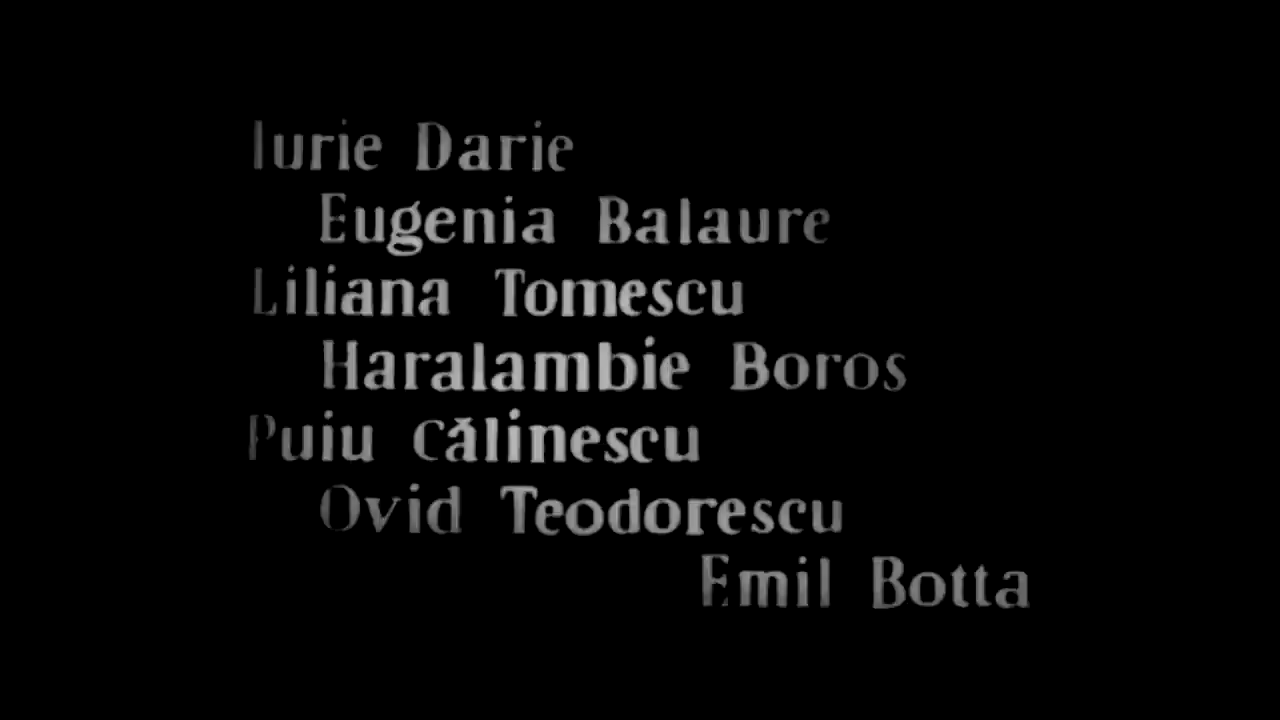 Iurie Darie
Eugenia Balaure
Liliana Tomescu
Haralambie Boros
Puiu Călinescu
Ovid Teodorescu
Emil Botta